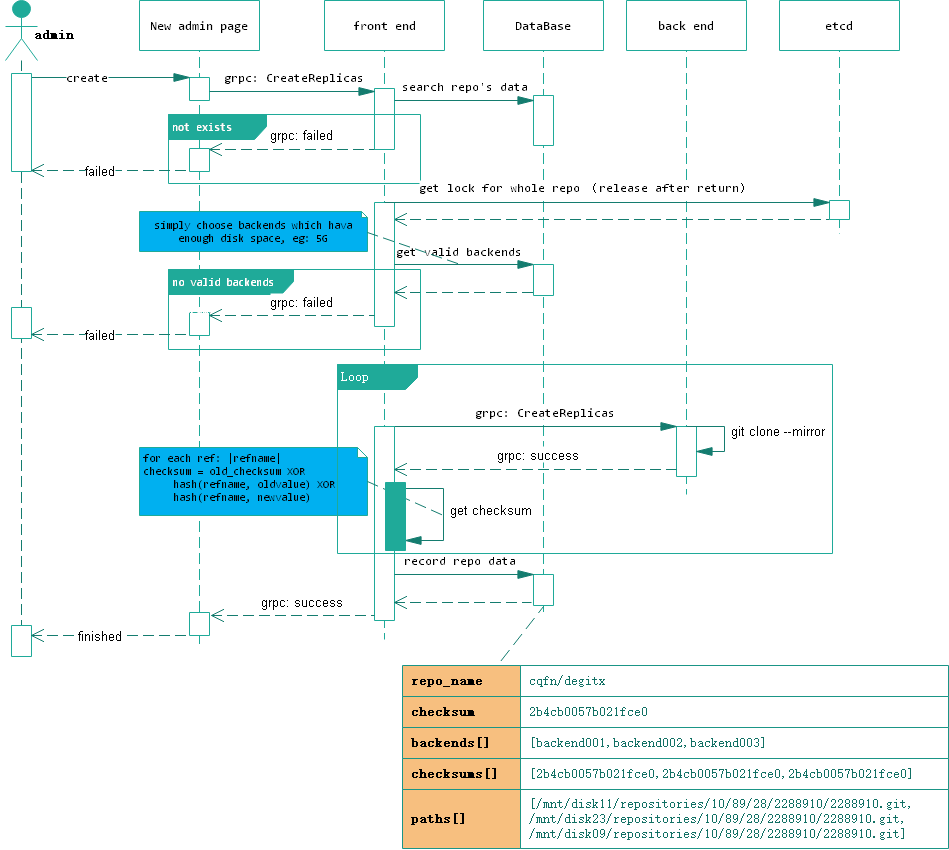 admin
New admin page
front end
DataBase
back end
etcd
create
grpc: CreateReplicas
search repo's data
not exists
grpc: failed
failed
get lock for whole repo (release after return)
simply choose backends which hava
enough disk space, eg: 5G
get valid backends
no valid backends
grpc: failed
failed
Loop
grpc: CreateReplicas
git clone --mirror
for each ref: |refname|
checksum = old_checksum XOR
hash(refname, oldvalue) XOR
hash(refname, newvalue)
grpc: success
get checksum
record repo data
grpc: success
finished
repo_name cqfn/degitx
checksum 2b4cb0057b021fce0
backends[] [backend001,backend002,backend003]
checksums[] [2b4cb0057b021fce0,2b4cb0057b021fce0,2b4cb0057b021fce0]
paths[] [/mnt/disk11/repositories/10/89/28/2288910/2288910.git,
/mnt/disk23/repositories/10/89/28/2288910/2288910.git,
/mnt/disk09/repositories/10/89/28/2288910/2288910.git]